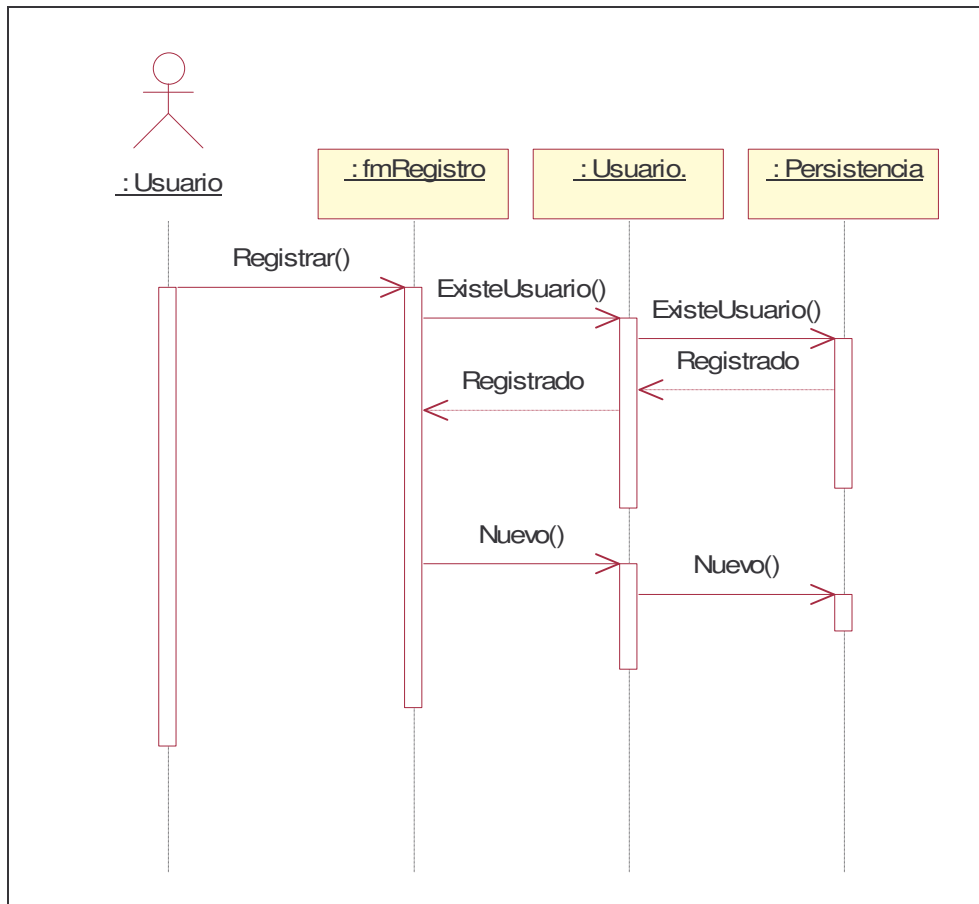 : Usuario
: fmRegistro
: Usuario.
: Persistencia
Registrar()
ExisteUsuario()
ExisteUsuario()
Registrado
Registrado
Nuevo()
Nuevo()